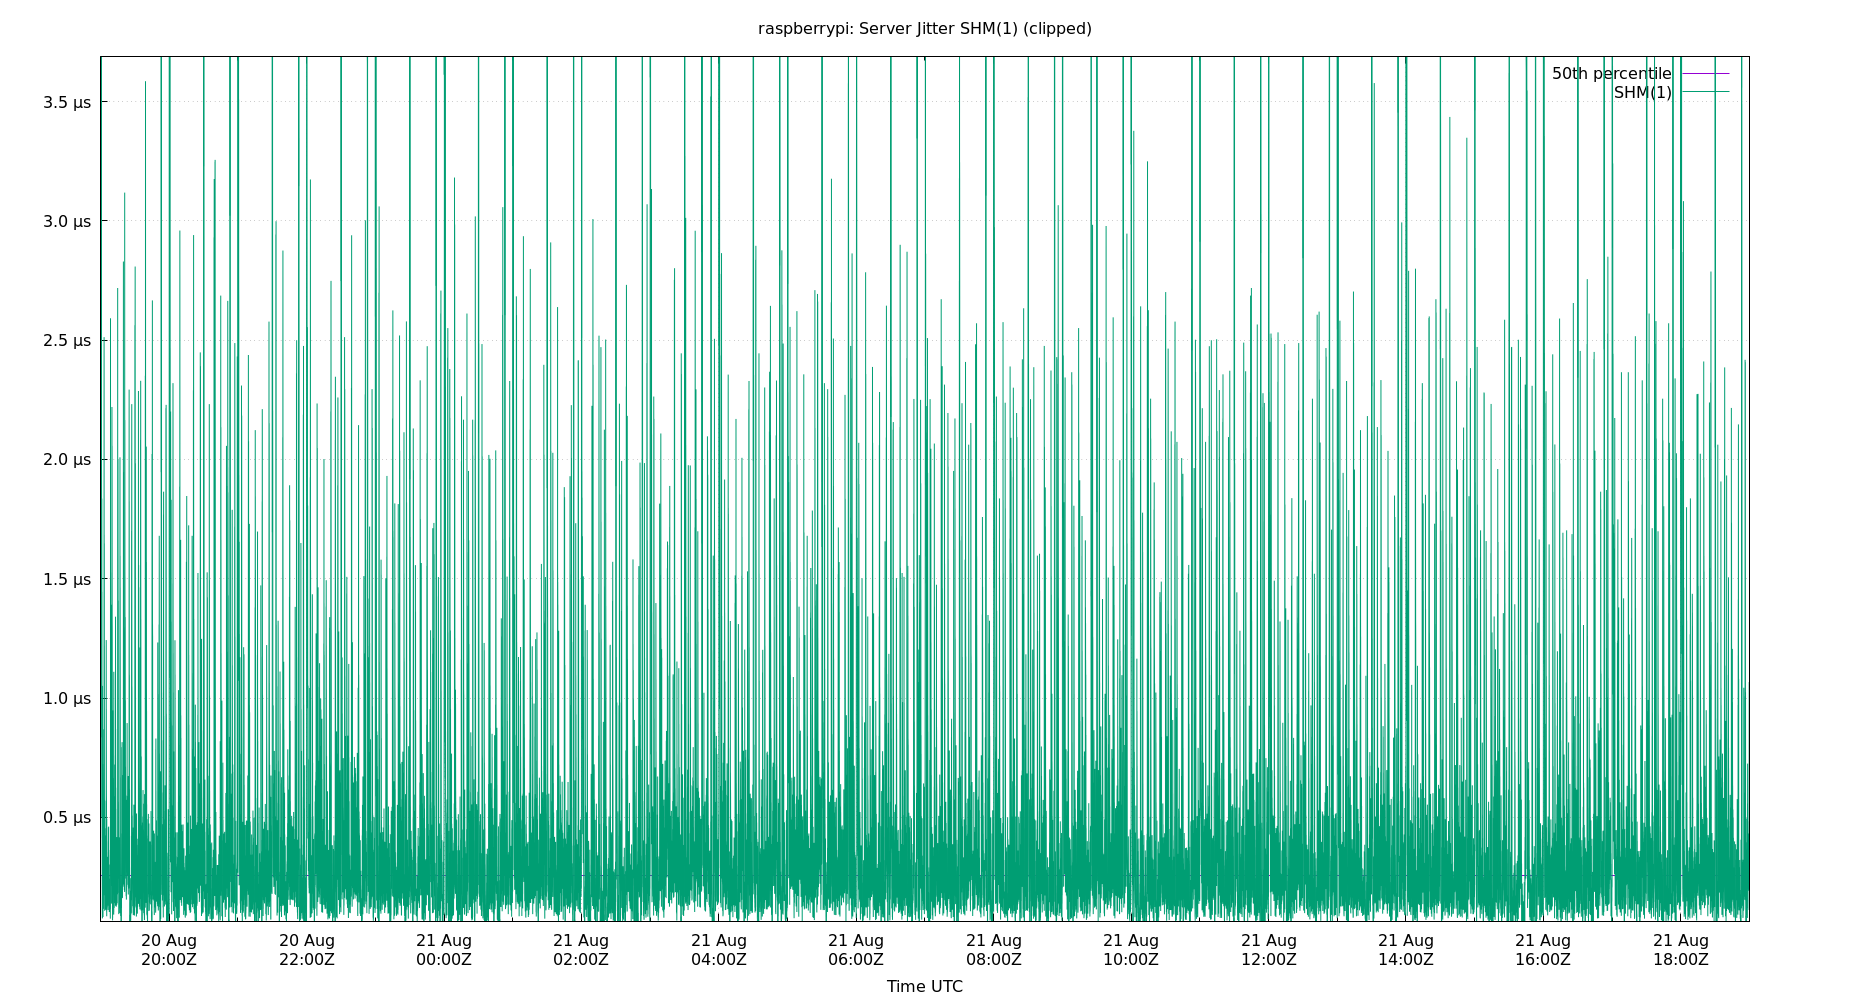 raspberrypi: Server Jitter SHM(1) (clipped)
50th percentile
SHM(1)
3.5 μs
3.0 μs
2.5 μs
2.0 μs
1.5 μs
1.0 μs
0.5 μs
20 Aug 20 Aug 21 Aug 21 Aug 21 Aug 21 Aug 21 Aug 21 Aug 21 Aug 21 Aug 21 Aug 21 Aug
20:00Z 22:00Z 00:00Z 02:00Z 04:00Z 06:00Z 08:00Z 10:00Z 12:00Z 14:00Z 16:00Z 18:00Z
Time UTC